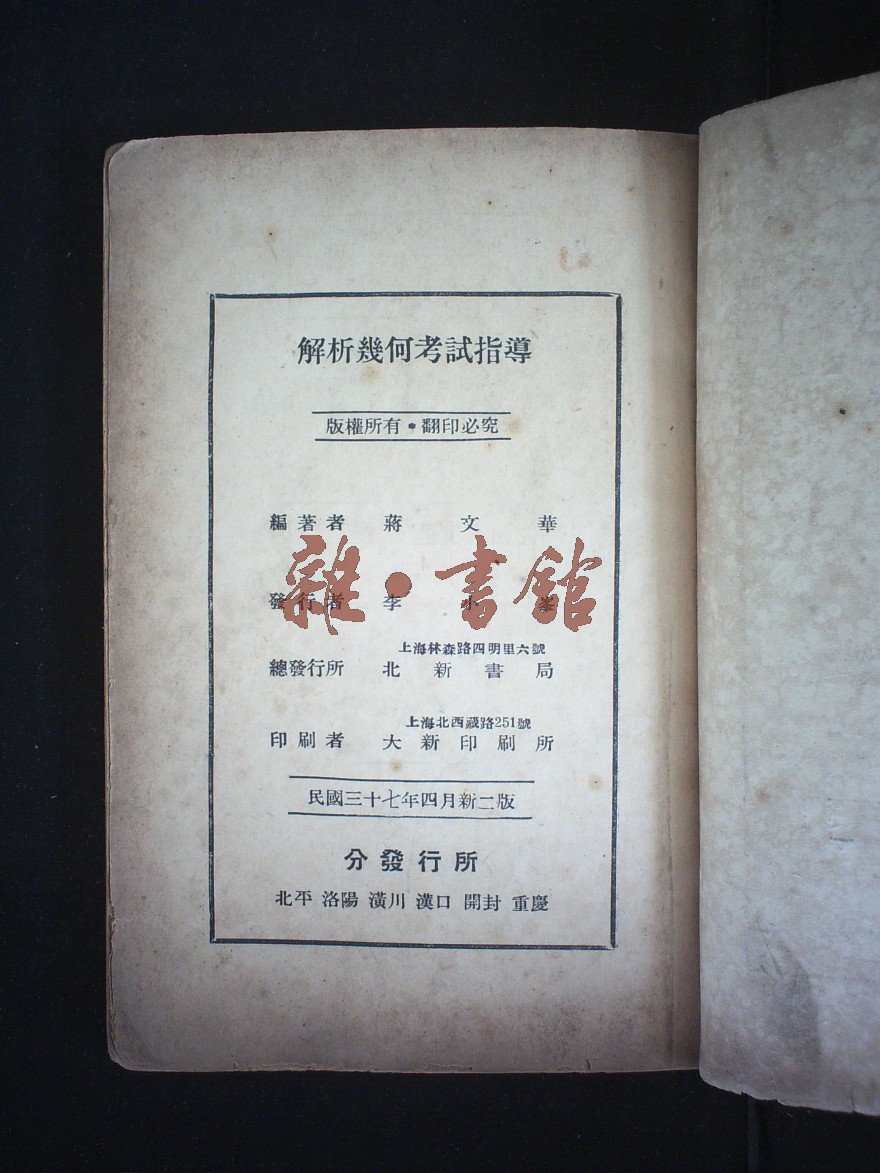 解析幾何考試指導
版權所有•翻印必究
編著者 蔣文華
雜•書館
發行者 李小峯
上海林森路四明里六號
總發行所 北新書局
上海北西藏路251號
印刷者 大新印刷所
民國三十七年四月新二版
分發行所
北平 洛陽 潢川 漢口 開封 重慶